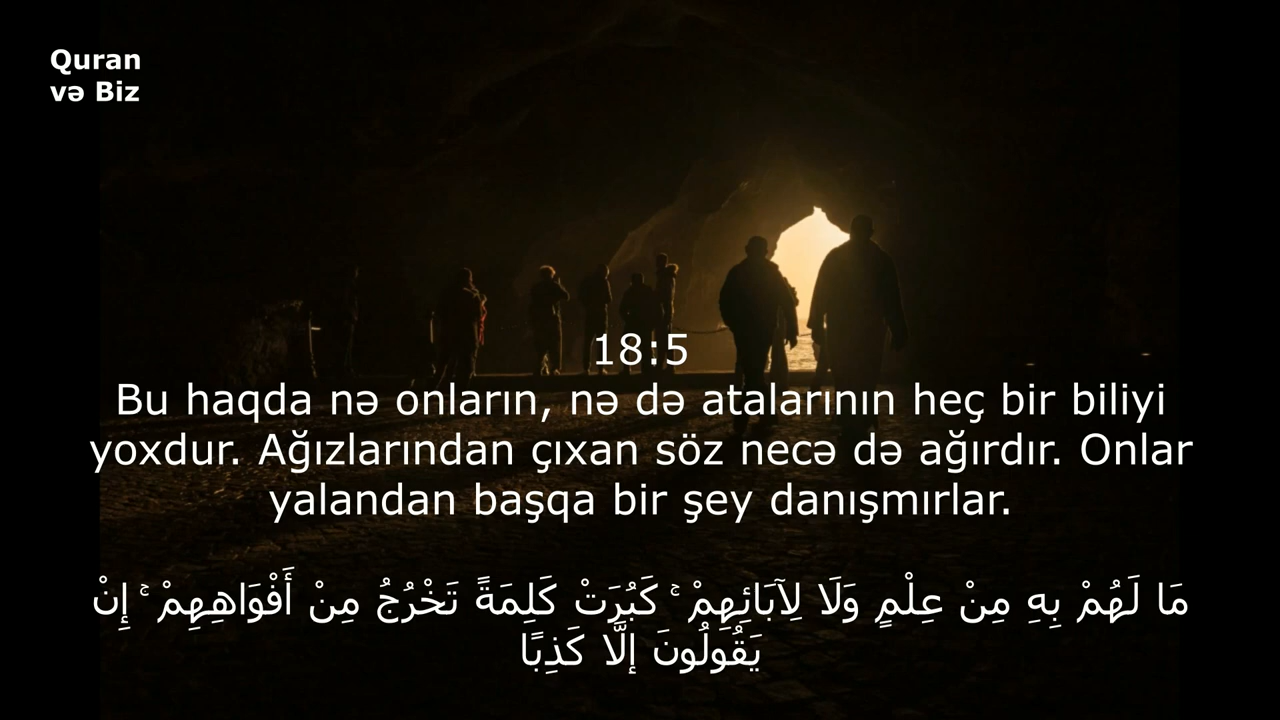 Quran
və Biz
18:5
Bu haqda nə onların, nə də atalarının heç bir biliyi
yoxdur. Ağızlarından çıxan söz necə də ağırdır. Onlar
yalandan başqa bir şey danışmırlar.
مَا لَهُمْ بِهِ مِنْ عِلْمٍ وَلَا لِآبَائِهِمْ ۚ كَبُرَتْ كَلِمَةً تَخْرُجُ مِنْ أَفْوَاهِهِمْ ۚ إِنْ
يَقُولُونَ إِلَّا كَذِبًا